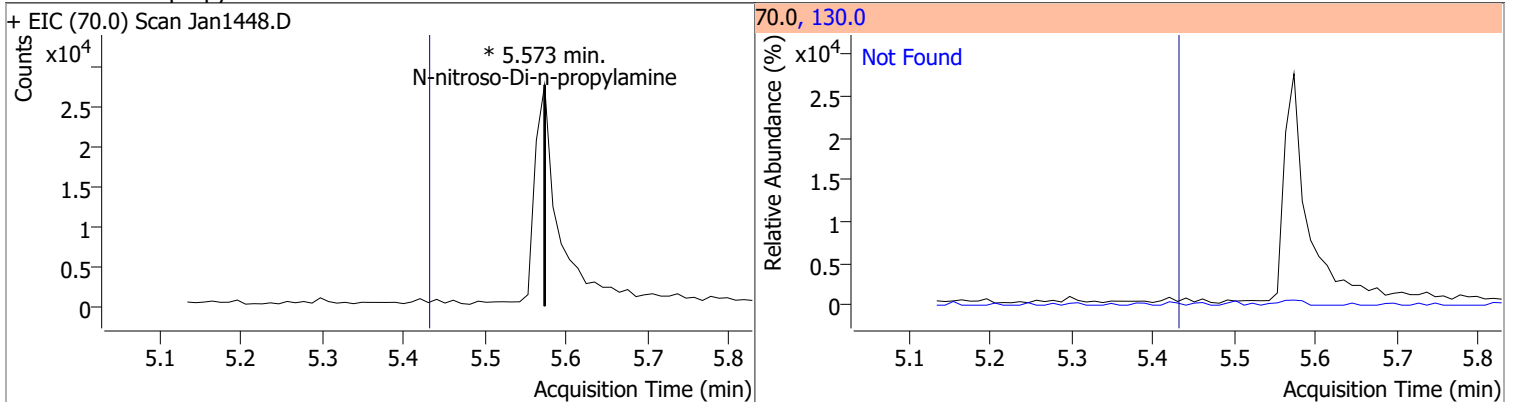 + EIC (70.0) Scan Jan1448.D
Counts
x10⁴
* 5.573 min.
N-nitroso-Di-n-propylamine
2.5
2
1.5
1
0.5
0
5.1 5.2 5.3 5.4 5.5 5.6 5.7 5.8
Acquisition Time (min)
70.0, 130.0
Relative Abundance (%)
x10⁴
Not Found
2.5
2
1.5
1
0.5
0
5.1 5.2 5.3 5.4 5.5 5.6 5.7 5.8
Acquisition Time (min)